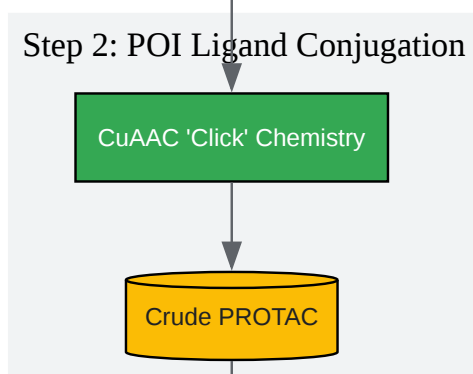 Step 2: POI Ligand Conjugation
CuAAC 'Click' Chemistry
Crude PROTAC